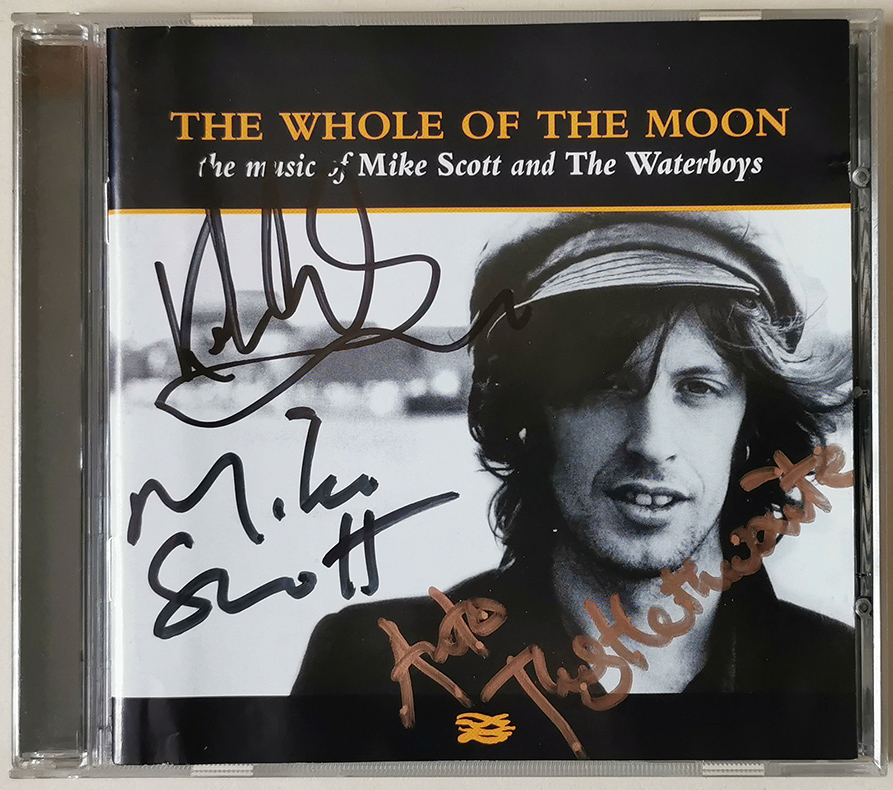 THE WHOLE OF THE MOON
the music of Mike Scott and The Waterboys
Mike
Scott
Anto
Thistlethwaite